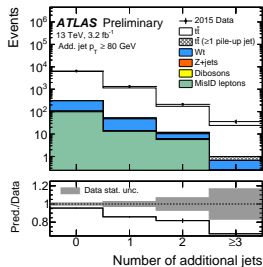 Events
10⁶
10⁵
10⁴
10³
10²
10
1
ATLAS Preliminary
13 TeV, 3.2 fb⁻¹
Add. jet p_T ≥ 80 GeV
2015 Data
tt̄
tt̄ (≥1 pile-up jet)
Wt
Z+jets
Dibosons
MisID leptons
Pred./Data
1.2
1.0
0.8
Data stat. unc.
0 1 2 ≥3
Number of additional jets